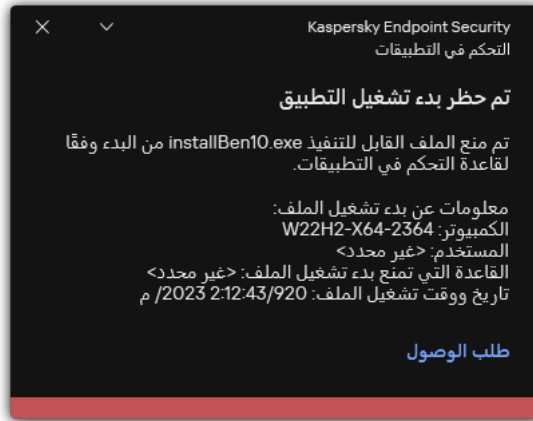 Kaspersky Endpoint Security
التحكم في التطبيقات
تم حظر بدء تشغيل التطبيق
تم منع الملف القابل للتنفيذ installBen10.exe من البدء وفقًا
لقاعدة التحكم في التطبيقات.
معلومات عن بدء تشغيل الملف:
الكمبيوتر: W22H2-X64-2364
المستخدم: <غير محدد>
القاعدة التي تمنع بدء تشغيل الملف: <غير محدد>
تاريخ ووقت تشغيل الملف: 920/2:12:43 2023/ م
طلب الوصول